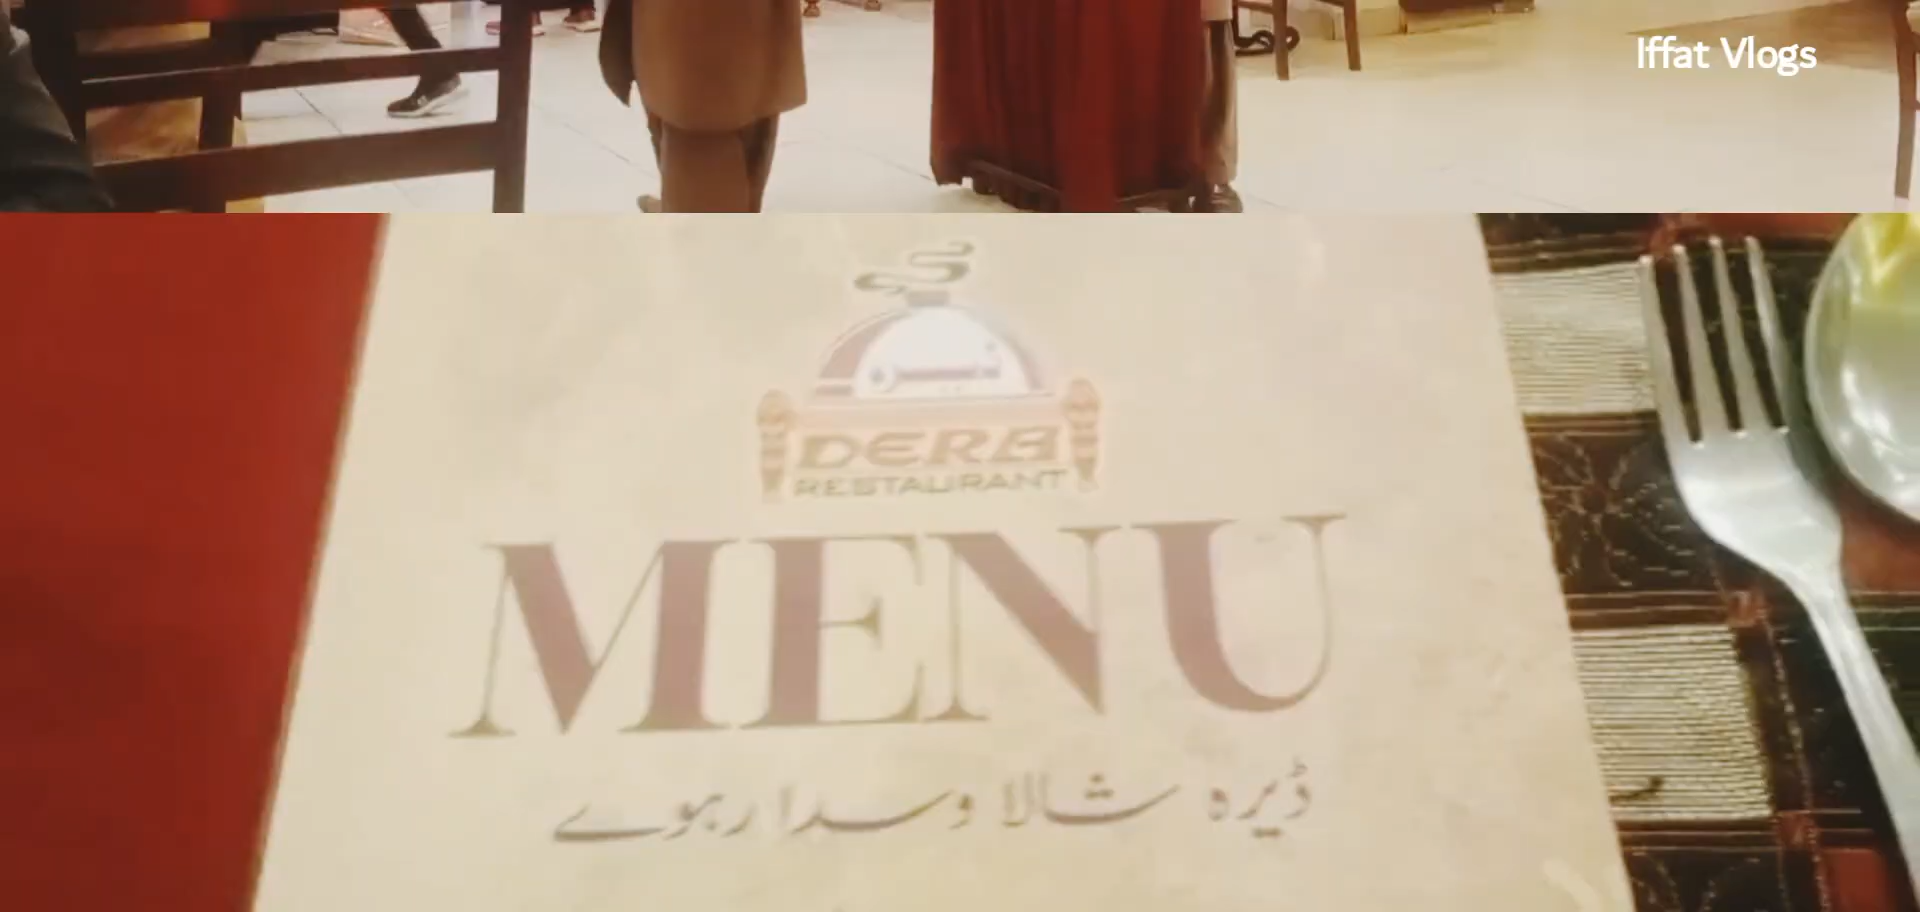 Iffat Vlogs
DERA
RESTAURANT
MENU
ڈیرہ شالا وسدا رہوے